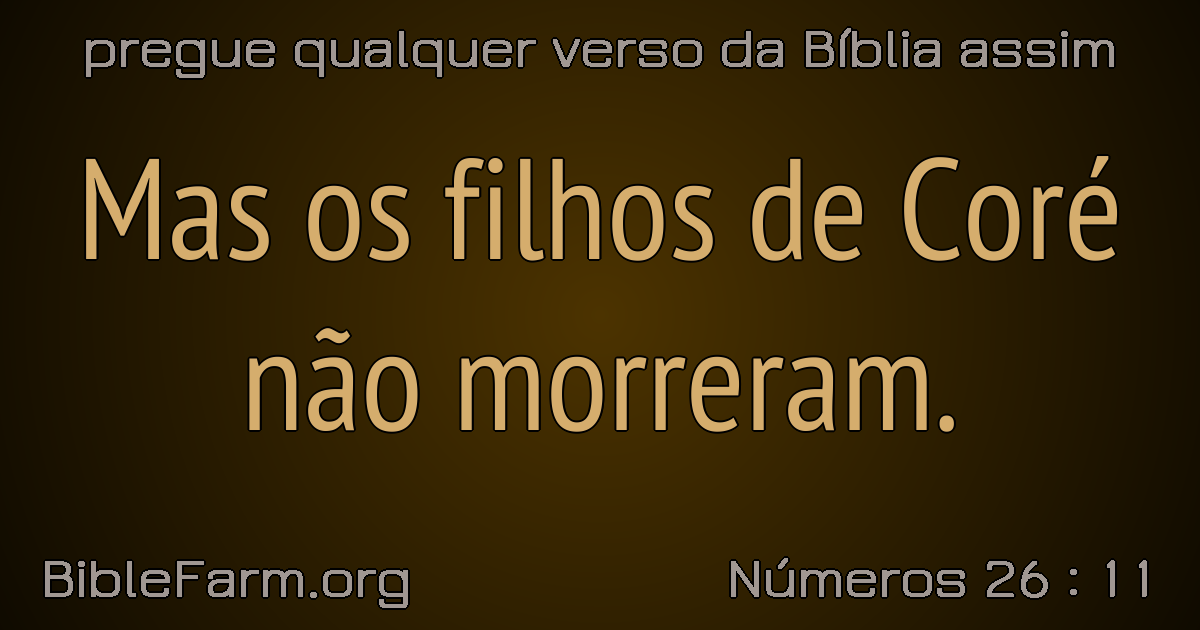 pregue qualquer verso da Bíblia assim
Mas os filhos de Coré
não morreram.
BibleFarm.org
Números 26 : 11